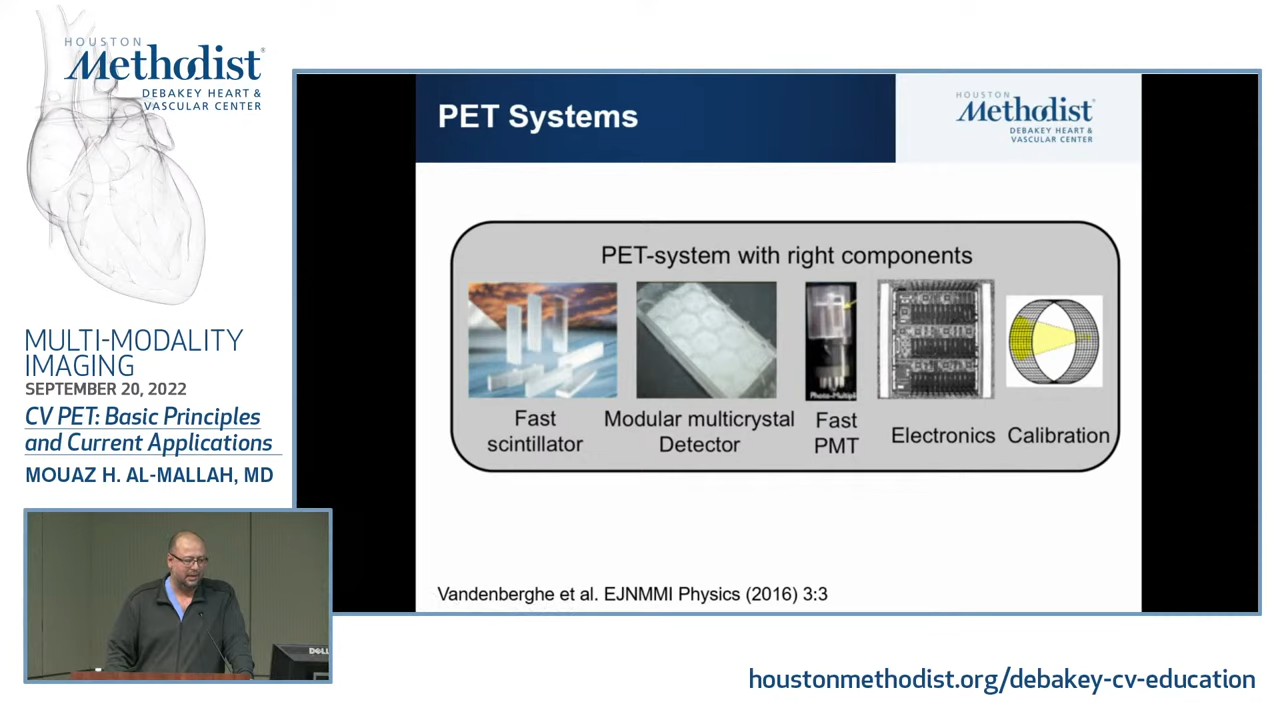 HOUSTON
Methodist®
DEBAKEY HEART &
VASCULAR CENTER
MULTI-MODALITY
IMAGING
SEPTEMBER 20, 2022
CV PET: Basic Principles
and Current Applications
MOUAZ H. AL-MALLAH, MD
PET Systems
HOUSTON
Methodist®
DEBAKEY HEART &
VASCULAR CENTER
PET-system with right components
Fast
scintillator
Modular multicrystal
Detector
Photo-Multipli
Fast
PMT
Electronics
Calibration
Vandenberghe et al. EJNMMI Physics (2016) 3:3
DELL
houstonmethodist.org/debakey-cv-education